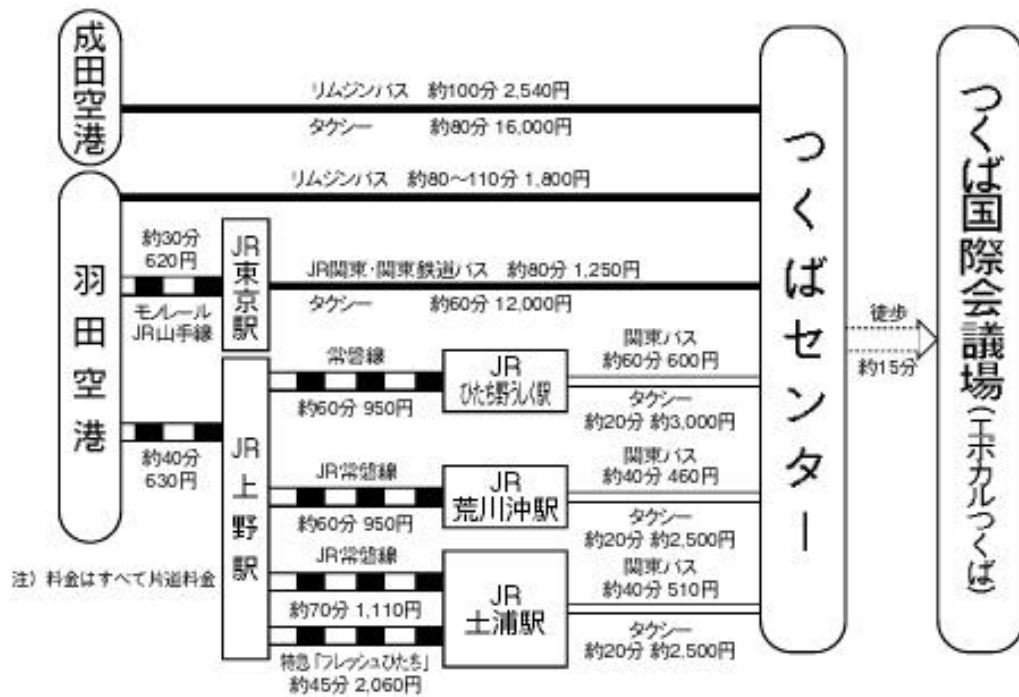 成田空港
リムジンバス 約100分 2,540円
タクシー 約80分 16,000円
羽田空港
リムジンバス 約80～110分 1,800円
約30分
620円
モノレール
JR山手線
JR東京駅
JR関東・関東鉄道バス 約80分 1,250円
タクシー 約60分 12,000円
約40分
630円
JR上野駅
常磐線
約60分 950円
JR
ひたち野うしく駅
関東バス
約60分 600円
タクシー
約20分 約3,000円
JR常磐線
約60分 950円
JR
荒川沖駅
関東バス
約40分 460円
タクシー
約20分 約2,500円
JR常磐線
約70分 1,110円
特急「フレッシュひたち」
約45分 2,060円
JR
土浦駅
関東バス
約40分 510円
タクシー
約20分 約2,500円
つくばセンター
徒歩
約15分
つくば国際会議場(エポカルつくば)
注）料金はすべて片道料金